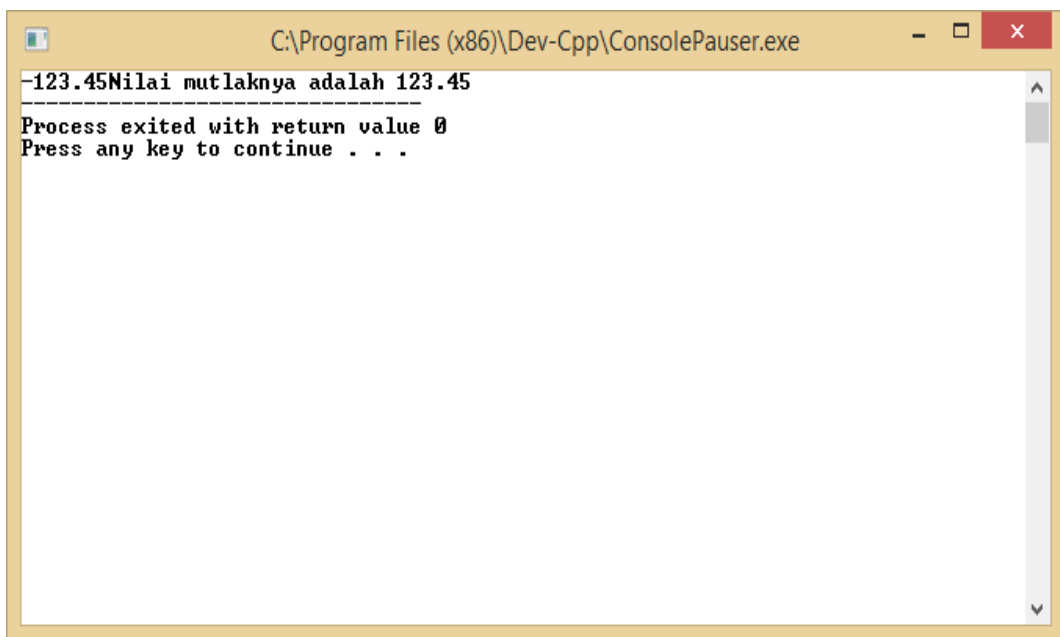 C:\Program Files (x86)\Dev-Cpp\ConsolePauser.exe
-123.45Nilai mutlaknya adalah 123.45
--------------------------------
Process exited with return value 0
Press any key to continue . . .